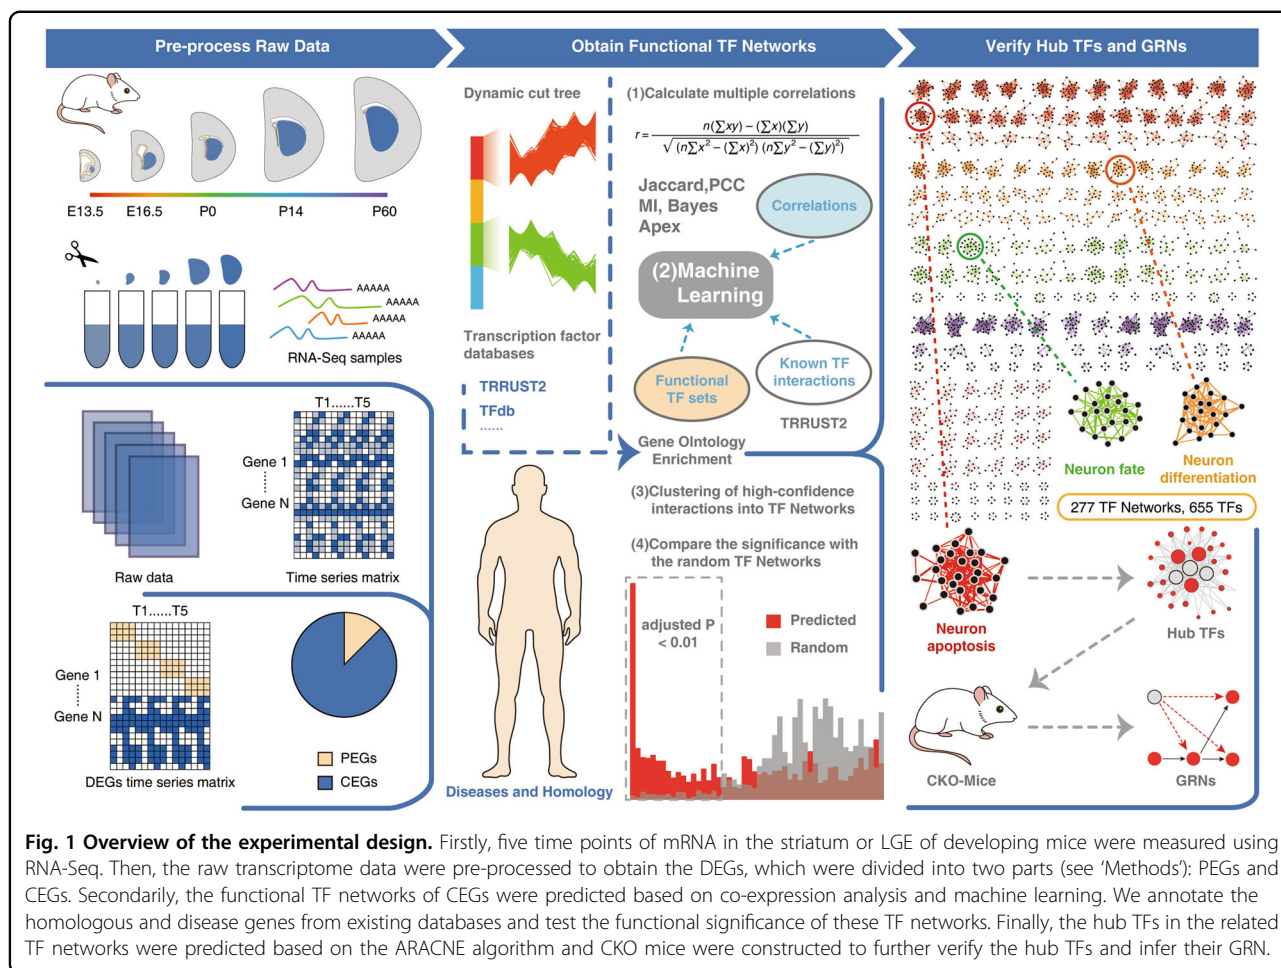 Pre-process Raw Data
E13.5 E16.5 P0 P14 P60
AAAAA
AAAAA
AAAAA
AAAAA
RNA-Seq samples
T1......T5
Gene 1
Gene N
Raw data
Time series matrix
T1......T5
Gene 1
Gene N
DEGs time series matrix
PEGs
CEGs
Obtain Functional TF Networks
Dynamic cut tree
Transcription factor
databases
TRRUST2
TFdb
......
Diseases and Homology
(1)Calculate multiple correlations
r = n(∑xy) − (∑x)(∑y) / √(n∑x² − (∑x)²) (n∑y² − (∑y)²)
Jaccard,PCC
MI, Bayes
Apex
Correlations
(2)Machine
Learning
Functional
TF sets
Known TF
interactions
TRRUST2
Gene OIntology
Enrichment
(3)Clustering of high-confidence
interactions into TF Networks
(4)Compare the significance with
the random TF Networks
adjusted P
< 0.01
Predicted
Random
Verify Hub TFs and GRNs
Neuron fate
Neuron
differentiation
277 TF Networks, 655 TFs
Neuron
apoptosis
Hub TFs
CKO-Mice
GRNs
Fig. 1 Overview of the experimental design. Firstly, five time points of mRNA in the striatum or LGE of developing mice were measured using
RNA-Seq. Then, the raw transcriptome data were pre-processed to obtain the DEGs, which were divided into two parts (see ‘Methods’): PEGs and
CEGs. Secondarily, the functional TF networks of CEGs were predicted based on co-expression analysis and machine learning. We annotate the
homologous and disease genes from existing databases and test the functional significance of these TF networks. Finally, the hub TFs in the related
TF networks were predicted based on the ARACNE algorithm and CKO mice were constructed to further verify the hub TFs and infer their GRN.